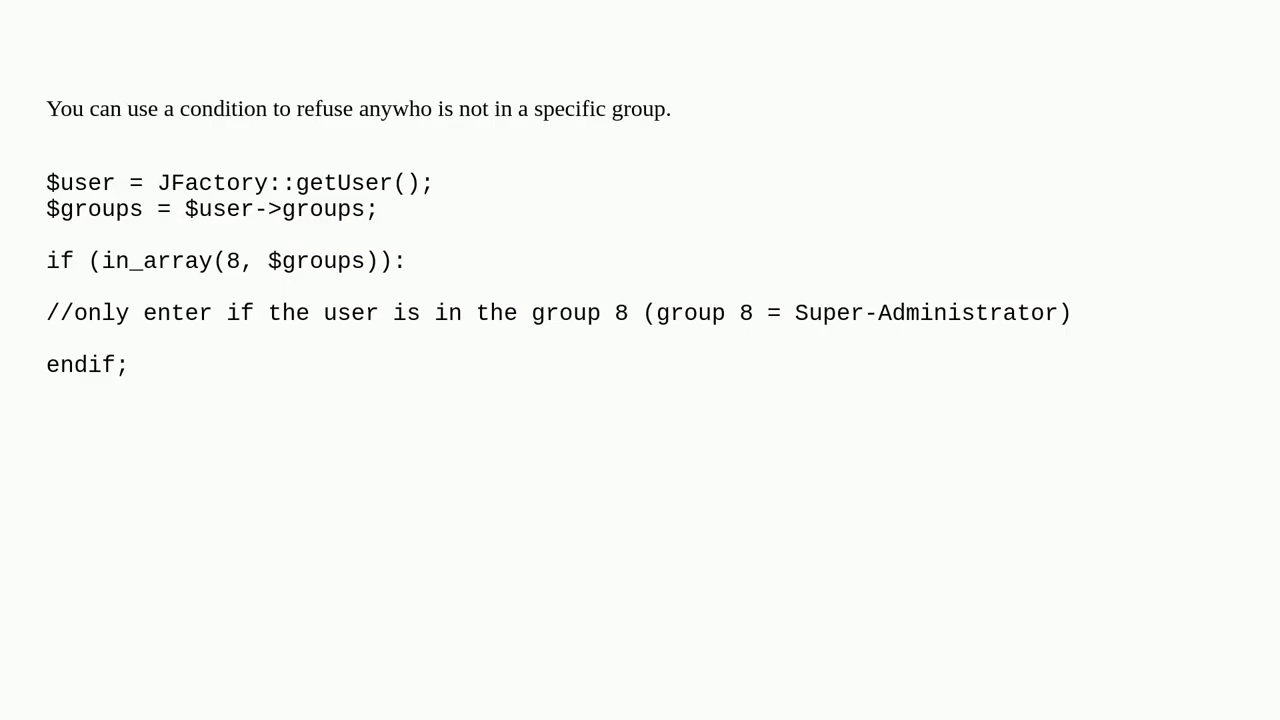 You can use a condition to refuse anywho is not in a specific group.
$user = JFactory::getUser();
$groups = $user->groups;
if (in_array(8, $groups)):
//only enter if the user is in the group 8 (group 8 = Super-Administrator)
endif;